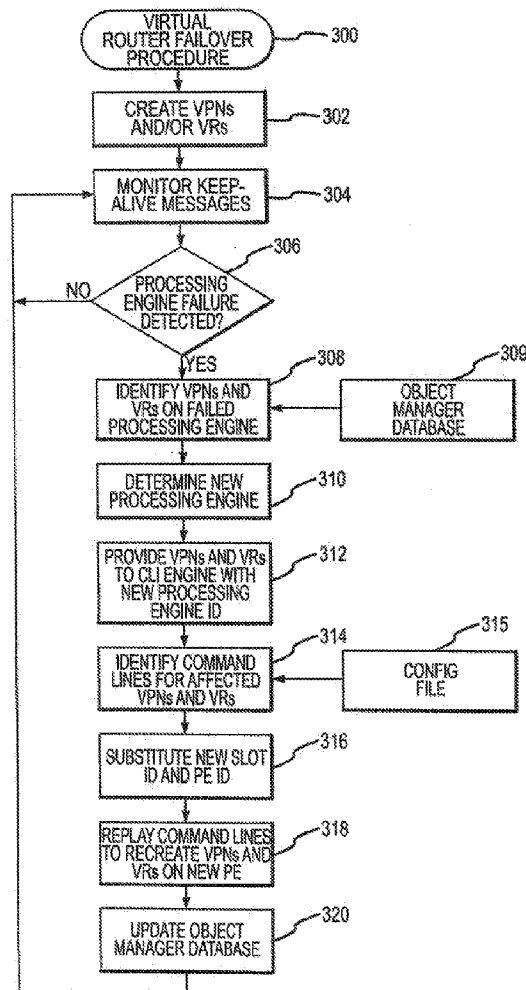 VIRTUAL
ROUTER FAILOVER
PROCEDURE
300
CREATE VPNs
AND/OR VRs
302
MONITOR KEEP-
ALIVE MESSAGES
304
306
PROCESSING
ENGINE FAILURE
DETECTED?
NO
YES
308
IDENTIFY VPNs AND
VRs ON FAILED
PROCESSING ENGINE
309
OBJECT
MANAGER
DATABASE
DETERMINE NEW
PROCESSING ENGINE
310
PROVIDE VPNs AND VRs
TO CLI ENGINE WITH
NEW PROCESSING
ENGINE ID
312
314
IDENTIFY COMMAND
LINES FOR AFFECTED
VPNs AND VRs
315
CONFIG
FILE
SUBSTITUTE NEW SLOT
ID AND PE ID
316
REPLAY COMMAND LINES
TO RECREATE VPNs AND
VRs ON NEW PE
318
UPDATE OBJECT
MANAGER DATABASE
320